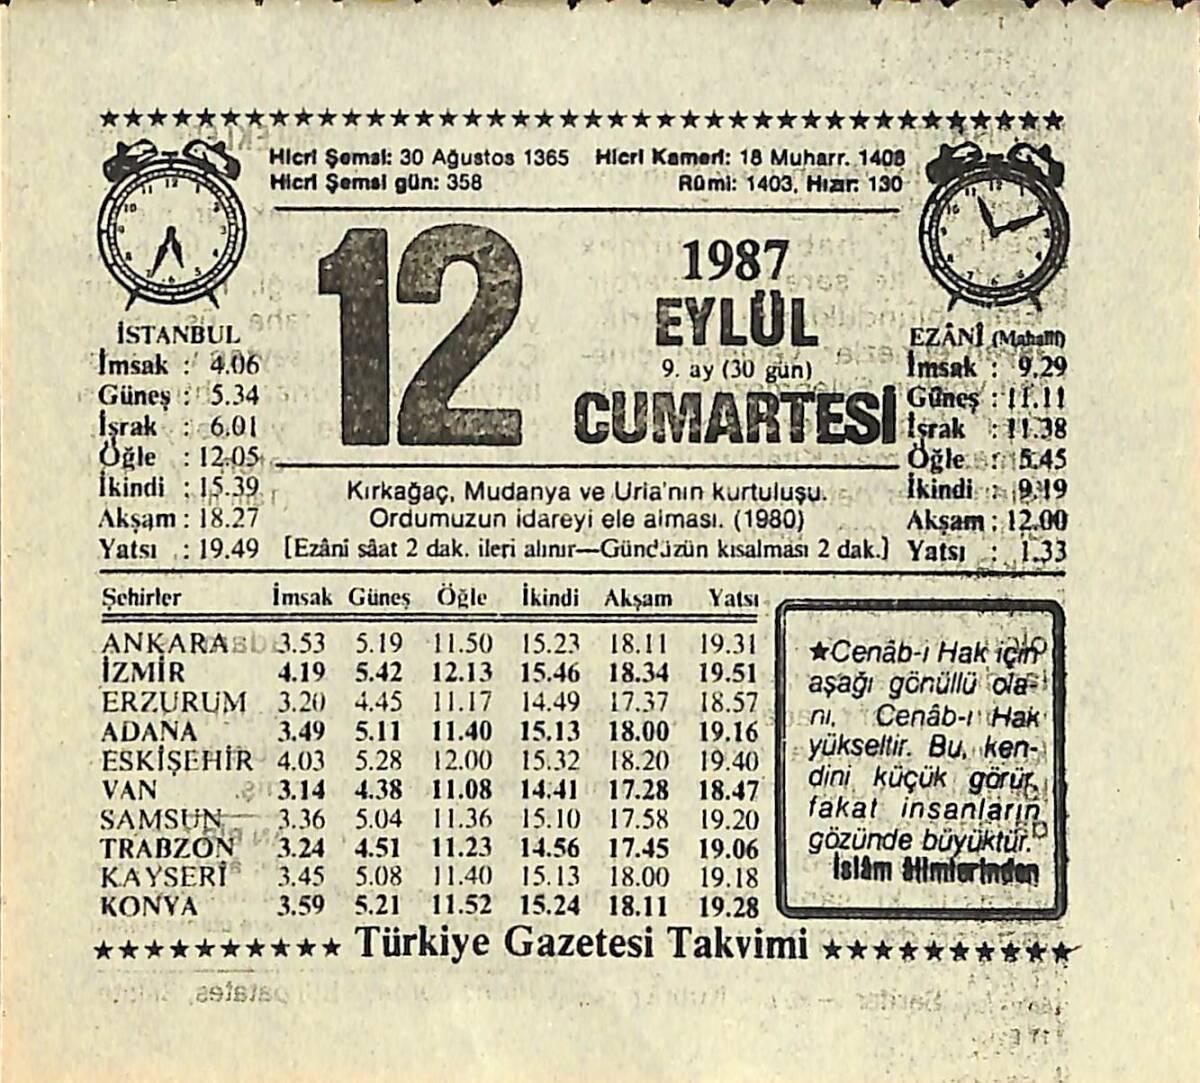 Hicrî Şemsî: 30 Ağustos 1365 Hicrî Kamerî: 18 Muharr. 1408
Hicrî Şemsî gün: 358 Rûmi: 1403, Hızır: 130
12
1987
EYLÜL
9. ay (30 gün)
CUMARTESİ
İSTANBUL
İmsak : 4.06
Güneş : 5.34
İşrak : 6.01
Öğle : 12.05
İkindi : 15.39
Akşam : 18.27
Yatsı : 19.49
EZÂNÎ (Mahallî)
İmsak : 9.29
Güneş : 11.11
İşrak : 11.38
Öğle : 5.45
İkindi : 9.19
Akşam : 12.00
Yatsı : 1.33
Kırkağaç, Mudanya ve Urla'nın kurtuluşu.
Ordumuzun idareyi ele alması. (1980)
[Ezânî sâat 2 dak. ileri alınır—Gündüzün kısalması 2 dak.]
Şehirler İmsak Güneş Öğle İkindi Akşam Yatsı
ANKARA 3.53 5.19 11.50 15.23 18.11 19.31
İZMİR 4.19 5.42 12.13 15.46 18.34 19.51
ERZURUM 3.20 4.45 11.17 14.49 17.37 18.57
ADANA 3.49 5.11 11.40 15.13 18.00 19.16
ESKİŞEHİR 4.03 5.28 12.00 15.32 18.20 19.40
VAN 3.14 4.38 11.08 14.41 17.28 18.47
SAMSUN 3.36 5.04 11.36 15.10 17.58 19.20
TRABZON 3.24 4.51 11.23 14.56 17.45 19.06
KAYSERİ 3.45 5.08 11.40 15.13 18.00 19.18
KONYA 3.59 5.21 11.52 15.24 18.11 19.28
★Cenâb-ı Hak için
aşağı gönüllü ola-
nı, Cenâb-ı Hak
yükseltir. Bu, ken-
dini küçük görür,
fakat insanların
gözünde büyüktür.
İslâm âlimlerinden
Türkiye Gazetesi Takvimi